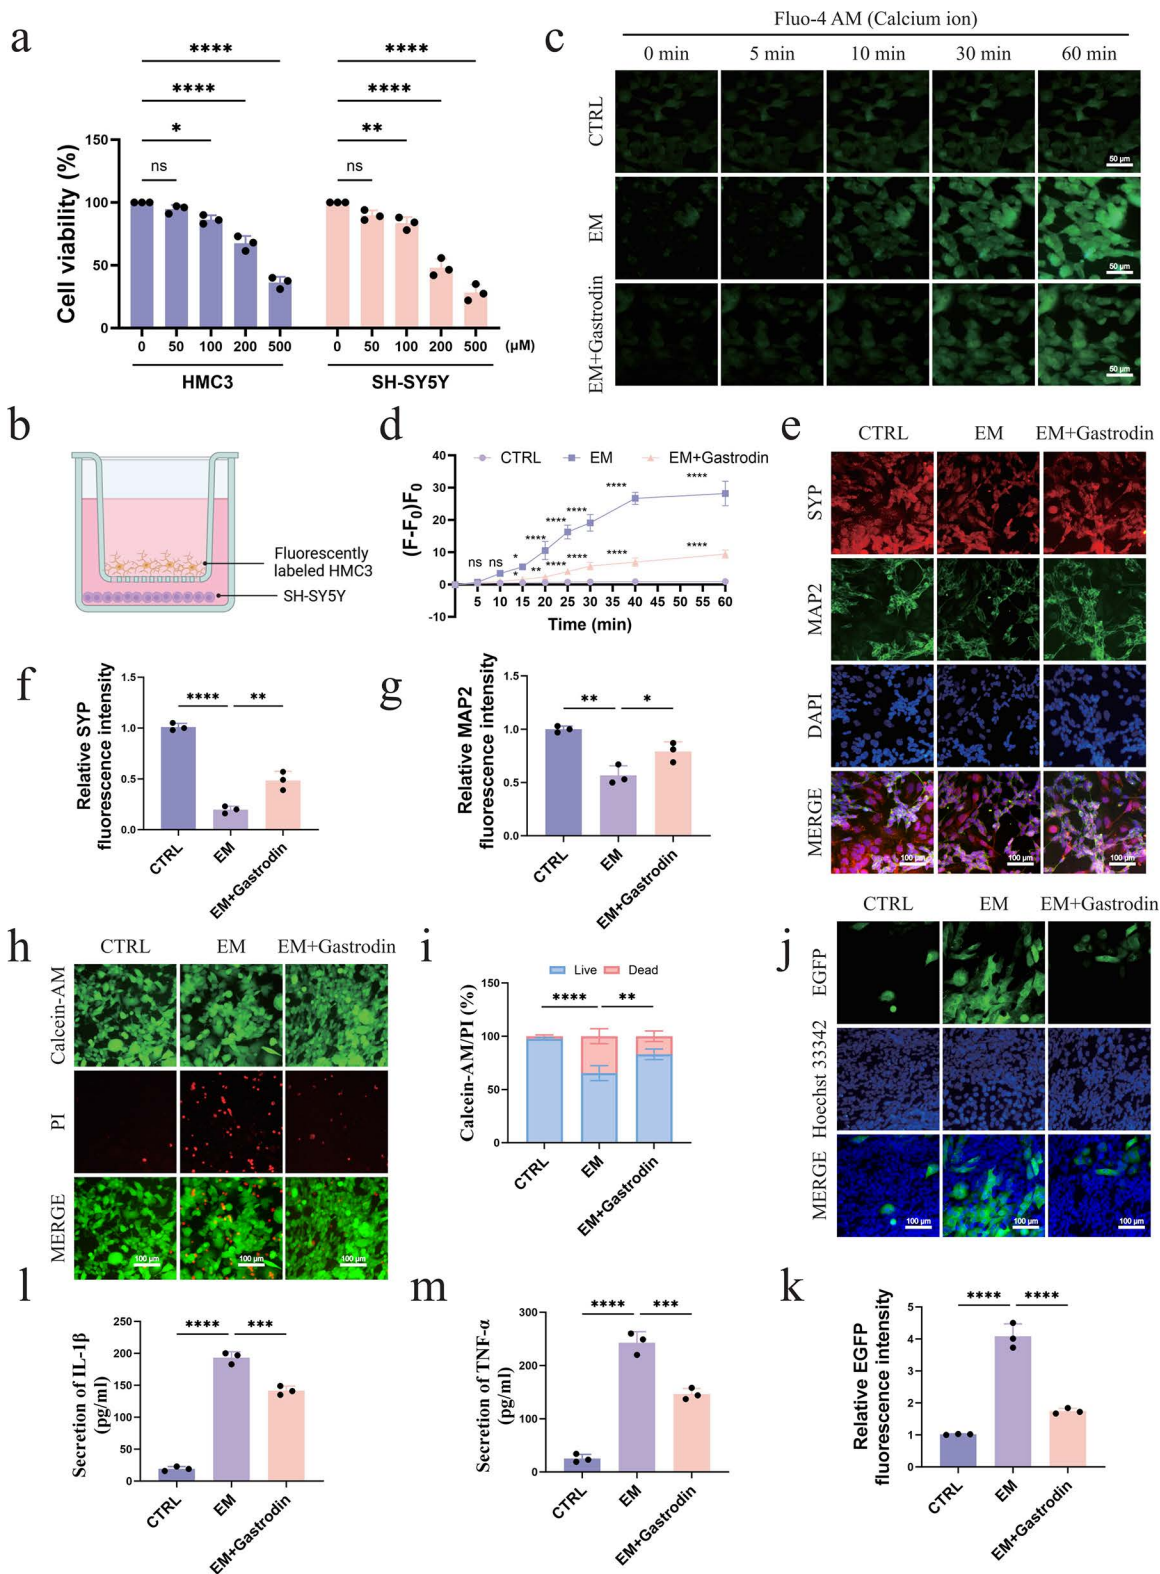 a
****
****
****
****
*
**
ns
ns
Cell viability (%)
150
100
50
0
0 50 100 200 500 0 50 100 200 500 (μM)
HMC3 SH-SY5Y
c
Fluo-4 AM (Calcium ion)
0 min 5 min 10 min 30 min 60 min
CTRL
50 μm
EM
50 μm
EM+Gastrodin
50 μm
b
Fluorescently
labeled HMC3
SH-SY5Y
d
CTRL EM EM+Gastrodin
(F-F0)F0
40
30
20
10
0
-10
ns ns * **** **** **** ****
* ** **** **** **** ****
5 10 15 20 25 30 35 40 45 50 55 60
Time (min)
e
CTRL EM EM+Gastrodin
SYP
MAP2
DAPI
MERGE
100 μm 100 μm 100 μm
f
Relative SYP
fluorescence intensity
1.5
1.0
0.5
0.0
**** **
CTRL EM EM+Gastrodin
g
Relative MAP2
fluorescence intensity
1.5
1.0
0.5
0.0
** *
CTRL EM EM+Gastrodin
h
CTRL EM EM+Gastrodin
Calcein-AM
PI
MERGE
100 μm 100 μm 100 μm
i
Live Dead
Calcein-AM/PI (%)
150
100
50
0
**** **
CTRL EM EM+Gastrodin
j
CTRL EM EM+Gastrodin
EGFP
Hoechst 33342
MERGE
100 μm 100 μm 100 μm
l
Secretion of IL-1β
(pg/ml)
250
200
150
100
50
0
**** ***
CTRL EM EM+Gastrodin
m
Secretion of TNF-α
(pg/ml)
300
200
100
0
**** ***
CTRL EM EM+Gastrodin
k
Relative EGFP
fluorescence intensity
5
4
3
2
1
0
**** ****
CTRL EM EM+Gastrodin